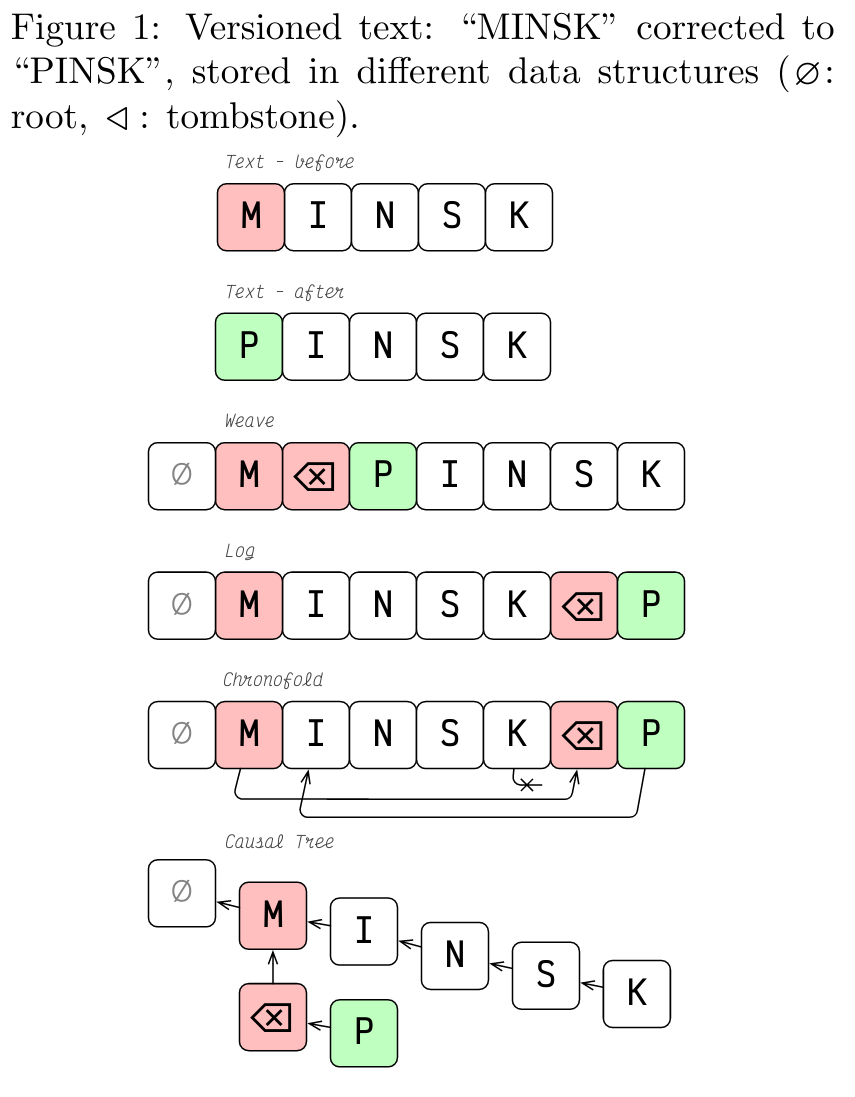 Figure 1: Versioned text: “MINSK” corrected to
“PINSK”, stored in different data structures (∅:
root, ◁ : tombstone).
Text - before
M I N S K
Text - after
P I N S K
Weave
∅ M ⌫ P I N S K
Log
∅ M I N S K ⌫ P
Chronofold
∅ M I N S K ⌫ P
Causal Tree
∅ M I N S K
⌫ P